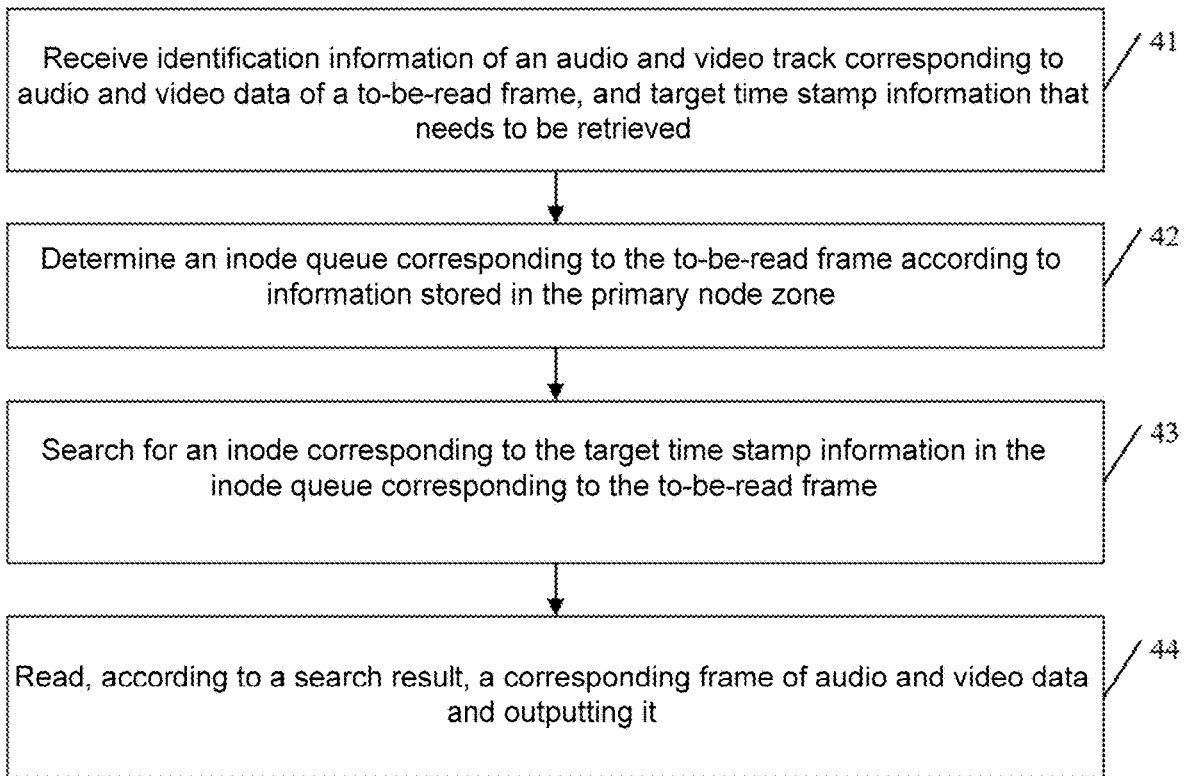 Receive identification information of an audio and video track corresponding to
audio and video data of a to-be-read frame, and target time stamp information that
needs to be retrieved
41
Determine an inode queue corresponding to the to-be-read frame according to
information stored in the primary node zone
42
Search for an inode corresponding to the target time stamp information in the
inode queue corresponding to the to-be-read frame
43
Read, according to a search result, a corresponding frame of audio and video data
and outputting it
44